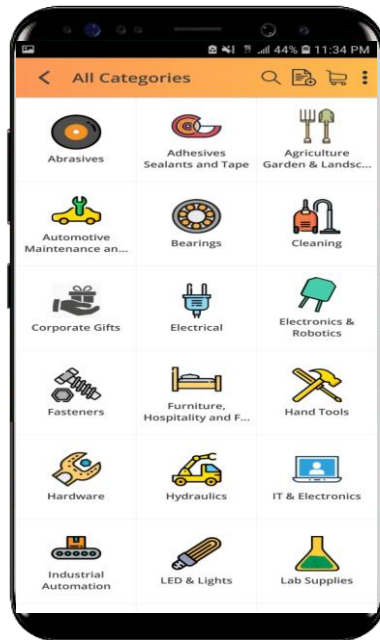 44% 11:34 PM
All Categories
Abrasives
Adhesives
Sealants and Tape
Agriculture
Garden & Landsc...
Automotive
Maintenance an...
Bearings
Cleaning
Corporate Gifts
Electrical
Electronics &
Robotics
Fasteners
Furniture,
Hospitality and F...
Hand Tools
Hardware
Hydraulics
IT & Electronics
Industrial
Automation
LED & Lights
Lab Supplies